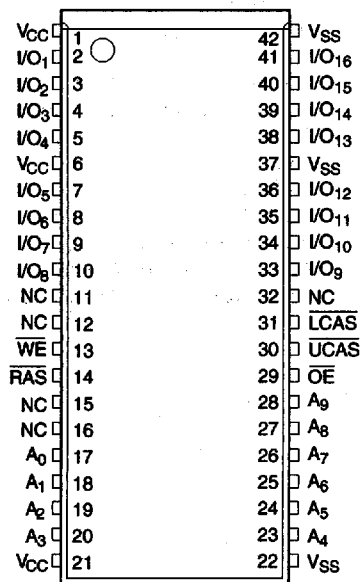 VCC 1 42 VSS
I/O1 2 41 I/O16
I/O2 3 40 I/O15
I/O3 4 39 I/O14
I/O4 5 38 I/O13
VCC 6 37 VSS
I/O5 7 36 I/O12
I/O6 8 35 I/O11
I/O7 9 34 I/O10
I/O8 10 33 I/O9
NC 11 32 NC
NC 12 31 LCAS
WE 13 30 UCAS
RAS 14 29 OE
NC 15 28 A9
NC 16 27 A8
A0 17 26 A7
A1 18 25 A6
A2 19 24 A5
A3 20 23 A4
VCC 21 22 VSS